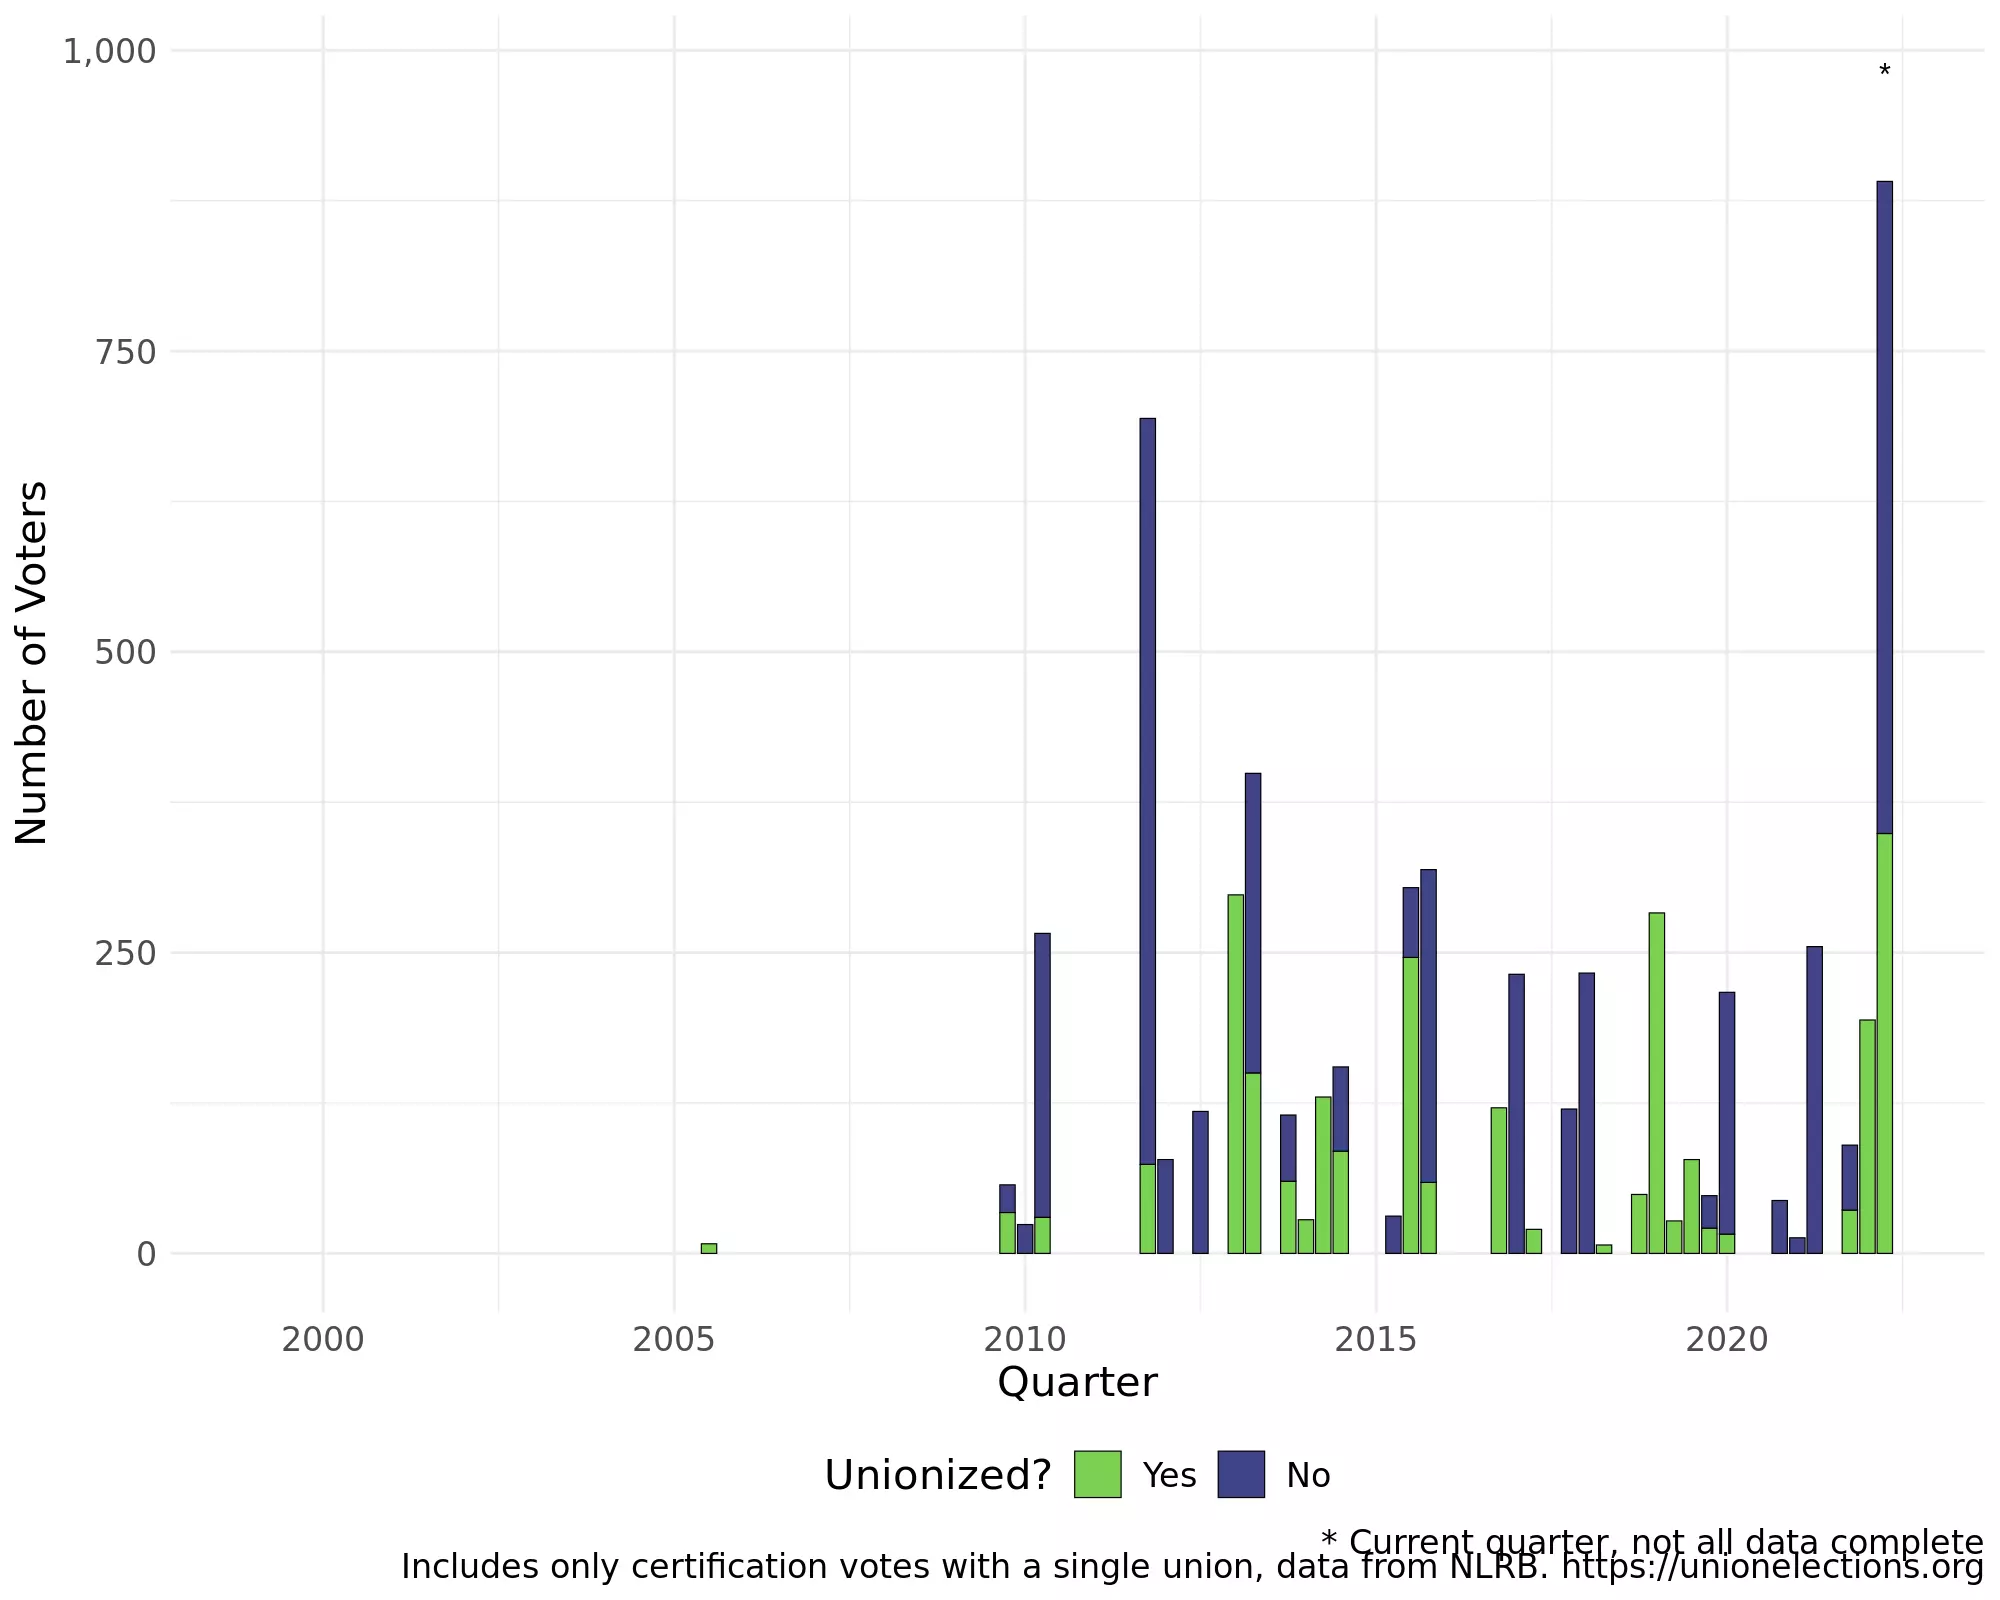 1,000
*
750
500
250
0
Number of Voters
2000 2005 2010 2015 2020
Quarter
Unionized? Yes No
* Current quarter, not all data complete
Includes only certification votes with a single union, data from NLRB. https://unionelections.org